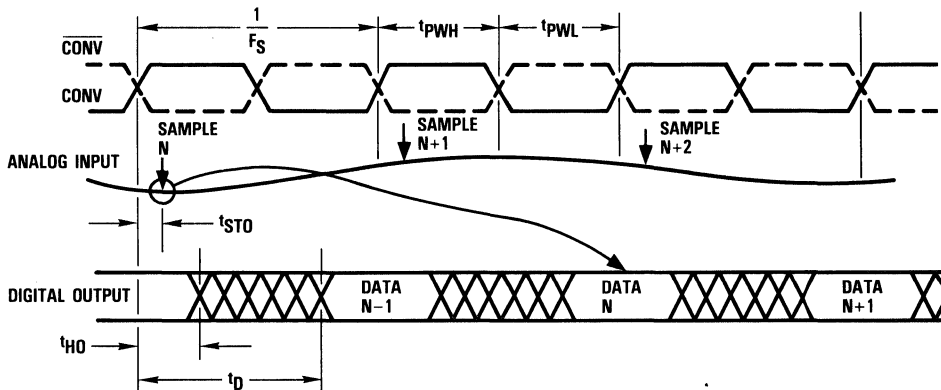 1
F_S
t_PWH
t_PWL
CONV
CONV
SAMPLE
N
SAMPLE
N+1
SAMPLE
N+2
ANALOG INPUT
t_STO
DIGITAL OUTPUT
DATA
N-1
DATA
N
DATA
N+1
t_HO
t_D